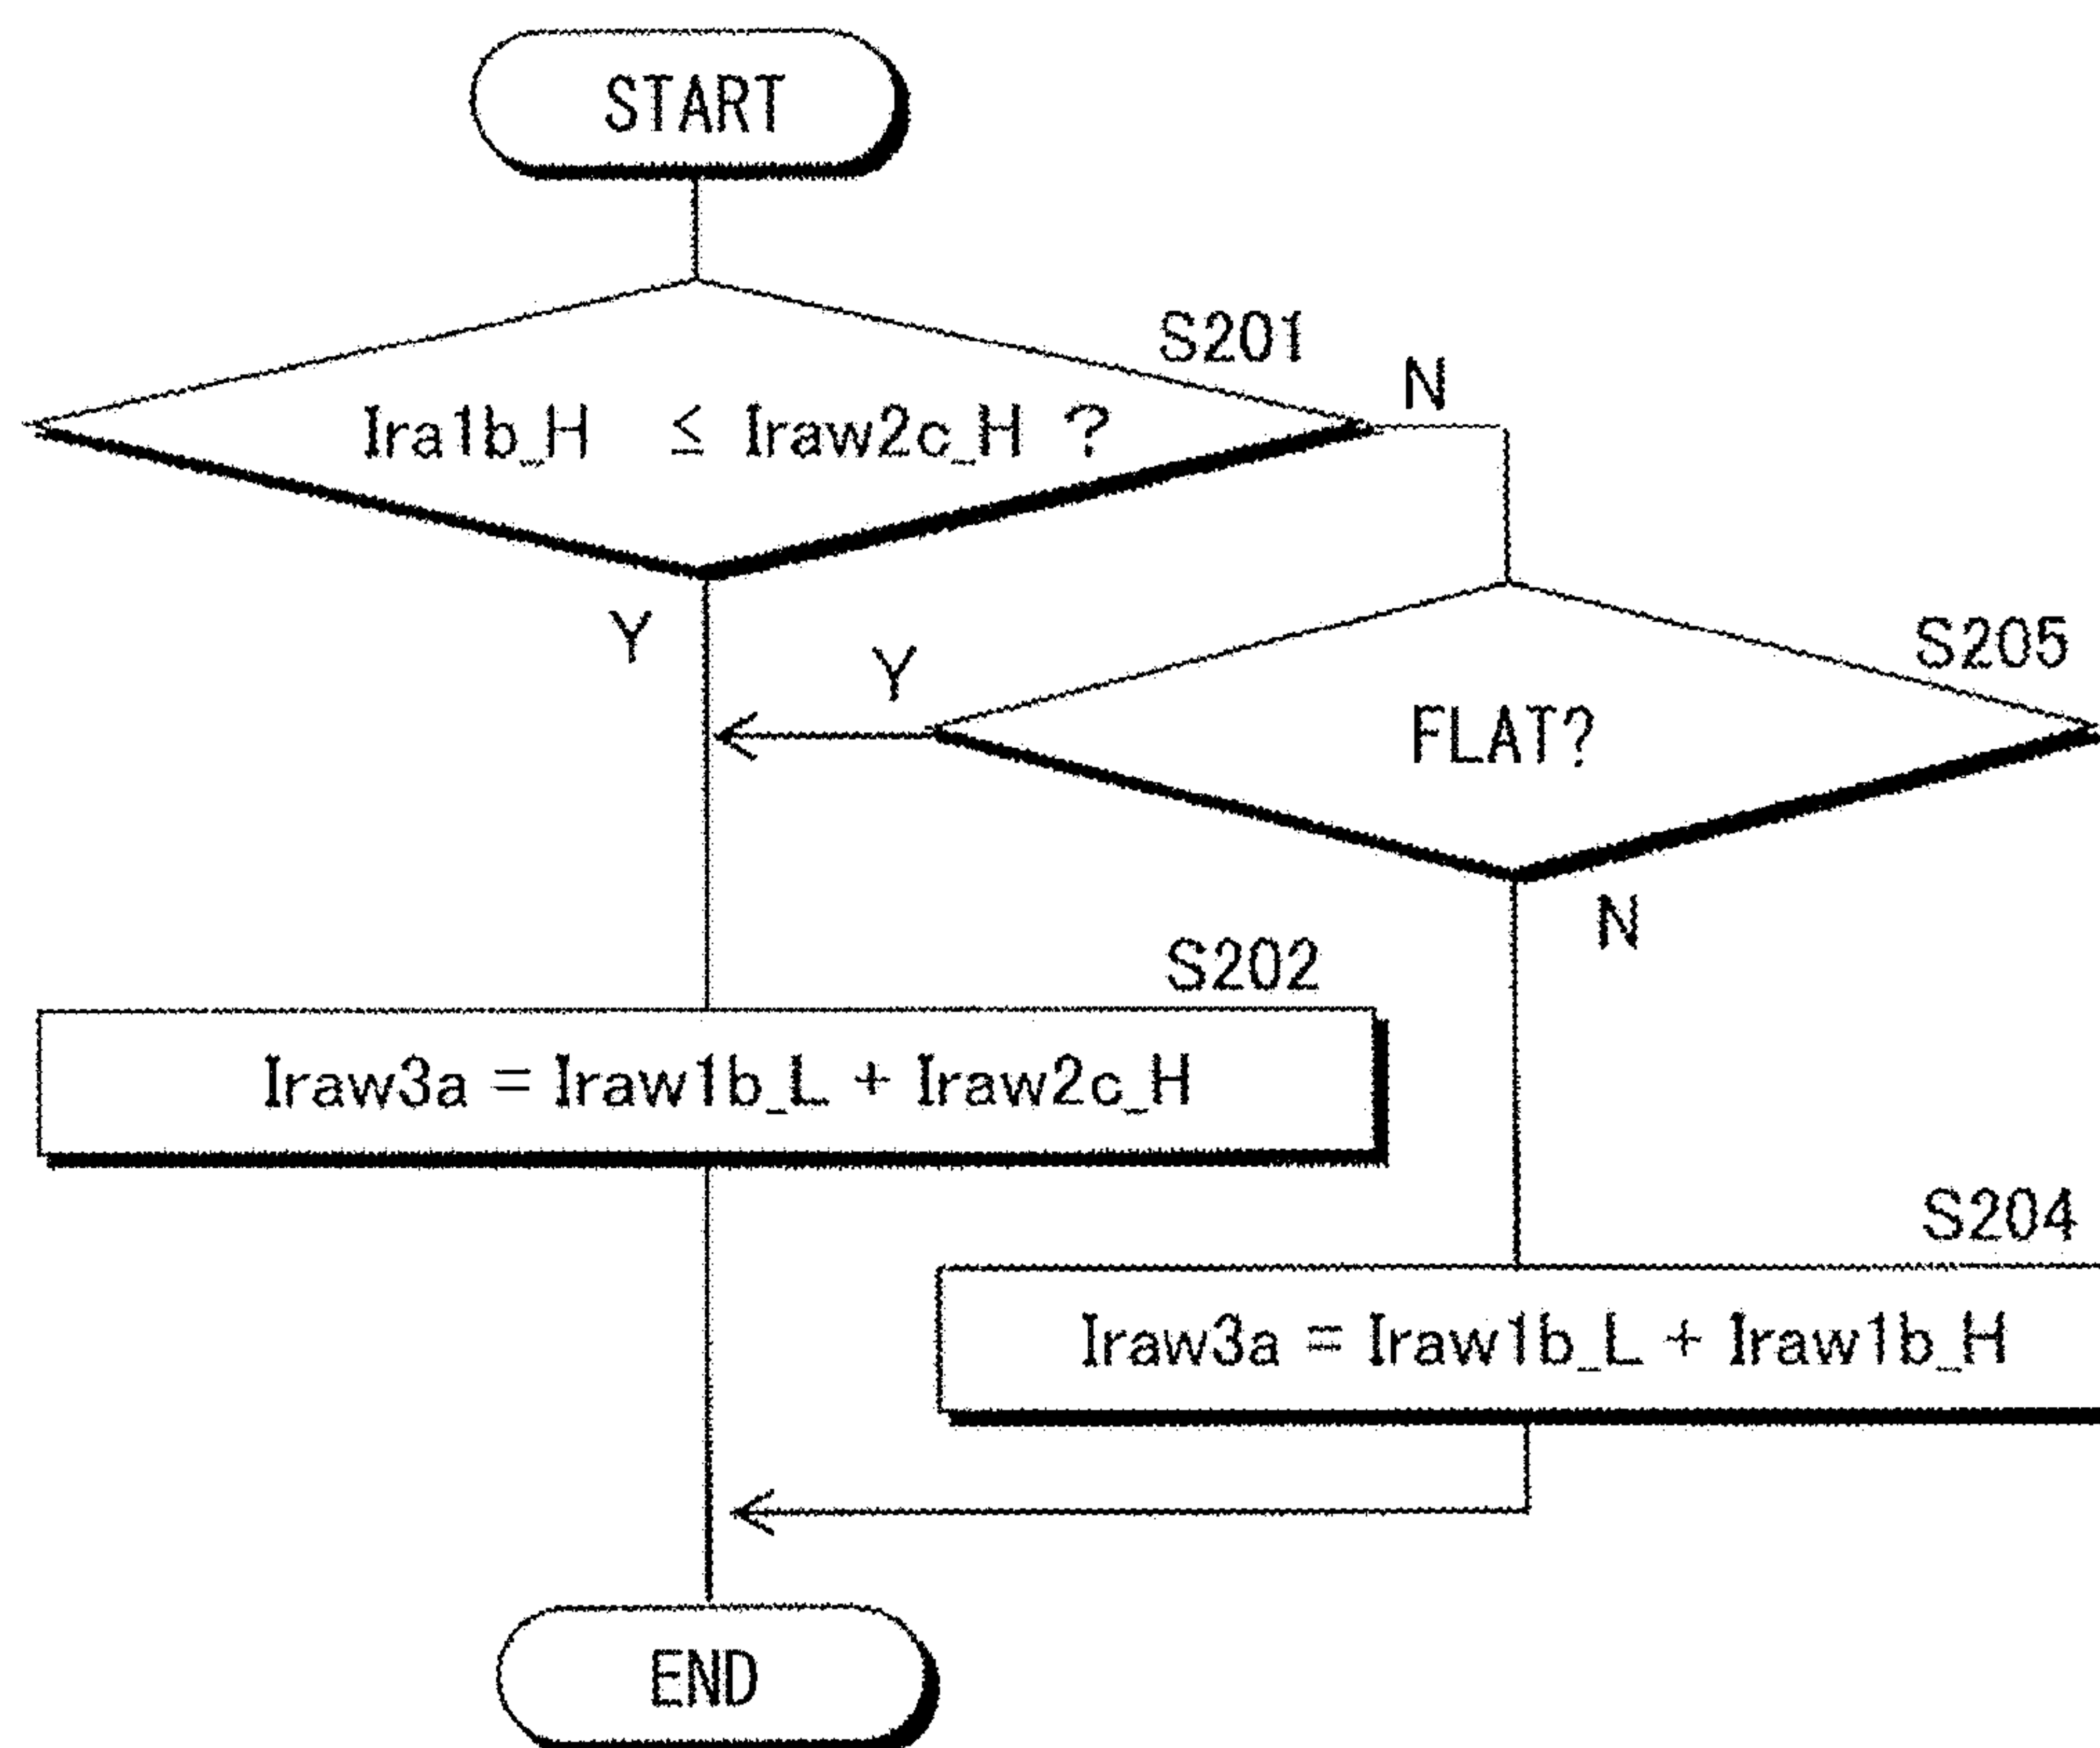 START
S201
N
Ira1b_H ≤ Iraw2c_H ?
Y
S205
Y
FLAT?
N
S202
Iraw3a = Iraw1b_L + Iraw2c_H
S204
Iraw3a = Iraw1b_L + Iraw1b_H
END